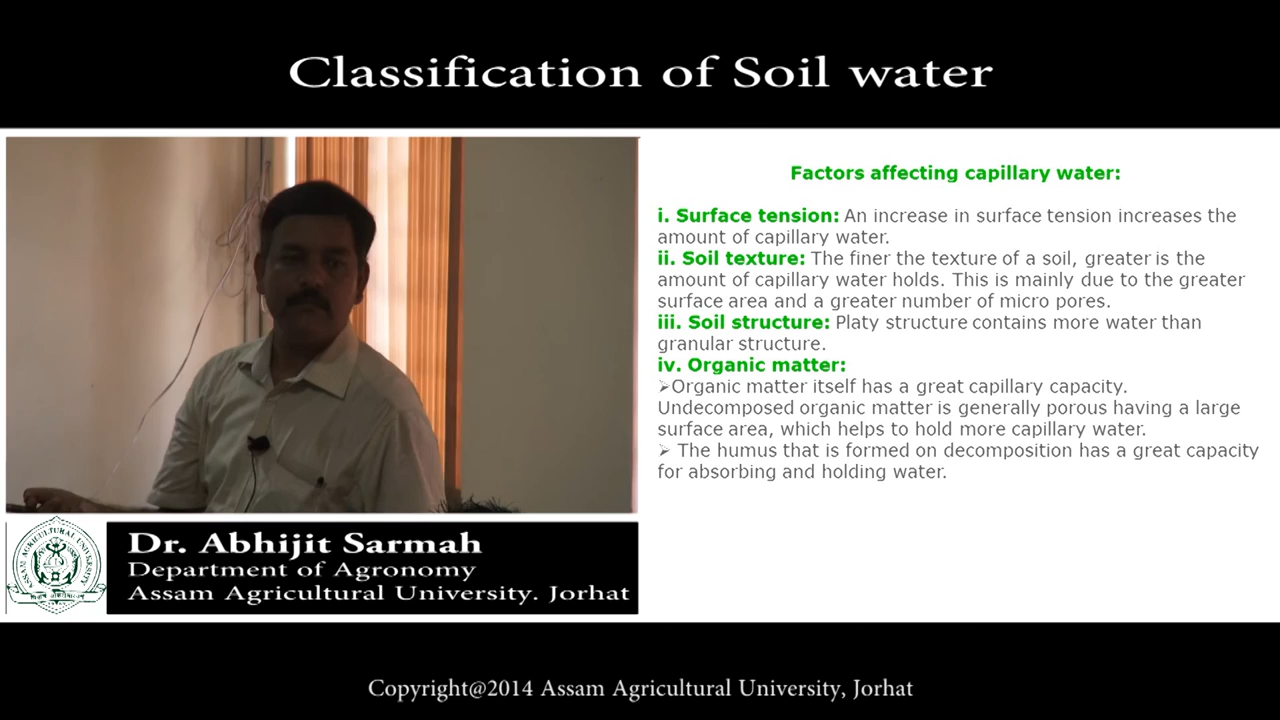 Classification of Soil water
Factors affecting capillary water:
i. Surface tension: An increase in surface tension increases the
amount of capillary water.
ii. Soil texture: The finer the texture of a soil, greater is the
amount of capillary water holds. This is mainly due to the greater
surface area and a greater number of micro pores.
iii. Soil structure: Platy structure contains more water than
granular structure.
iv. Organic matter:
➢Organic matter itself has a great capillary capacity.
Undecomposed organic matter is generally porous having a large
surface area, which helps to hold more capillary water.
➢ The humus that is formed on decomposition has a great capacity
for absorbing and holding water.
ASSAM AGRICULTURAL UNIVERSITY
Dr. Abhijit Sarmah
Department of Agronomy
Assam Agricultural University. Jorhat
Copyright@2014 Assam Agricultural University, Jorhat